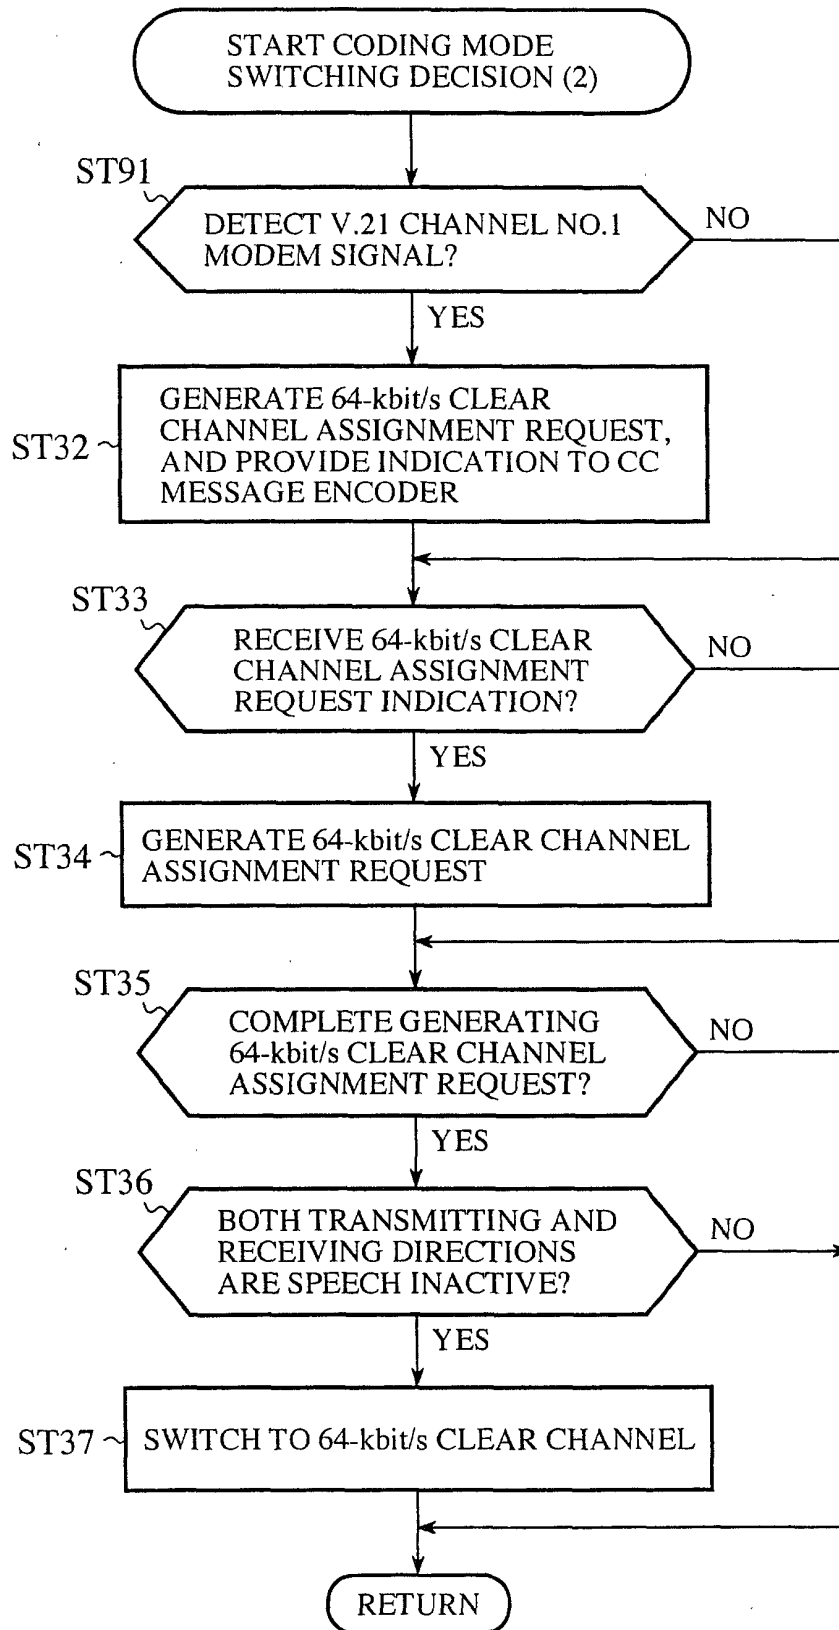 START CODING MODE
SWITCHING DECISION (2)
ST91
DETECT V.21 CHANNEL NO.1
MODEM SIGNAL?
NO
YES
ST32
GENERATE 64-kbit/s CLEAR
CHANNEL ASSIGNMENT REQUEST,
AND PROVIDE INDICATION TO CC
MESSAGE ENCODER
ST33
RECEIVE 64-kbit/s CLEAR
CHANNEL ASSIGNMENT
REQUEST INDICATION?
NO
YES
ST34
GENERATE 64-kbit/s CLEAR CHANNEL
ASSIGNMENT REQUEST
ST35
COMPLETE GENERATING
64-kbit/s CLEAR CHANNEL
ASSIGNMENT REQUEST?
NO
YES
ST36
BOTH TRANSMITTING AND
RECEIVING DIRECTIONS
ARE SPEECH INACTIVE?
NO
YES
ST37
SWITCH TO 64-kbit/s CLEAR CHANNEL
RETURN